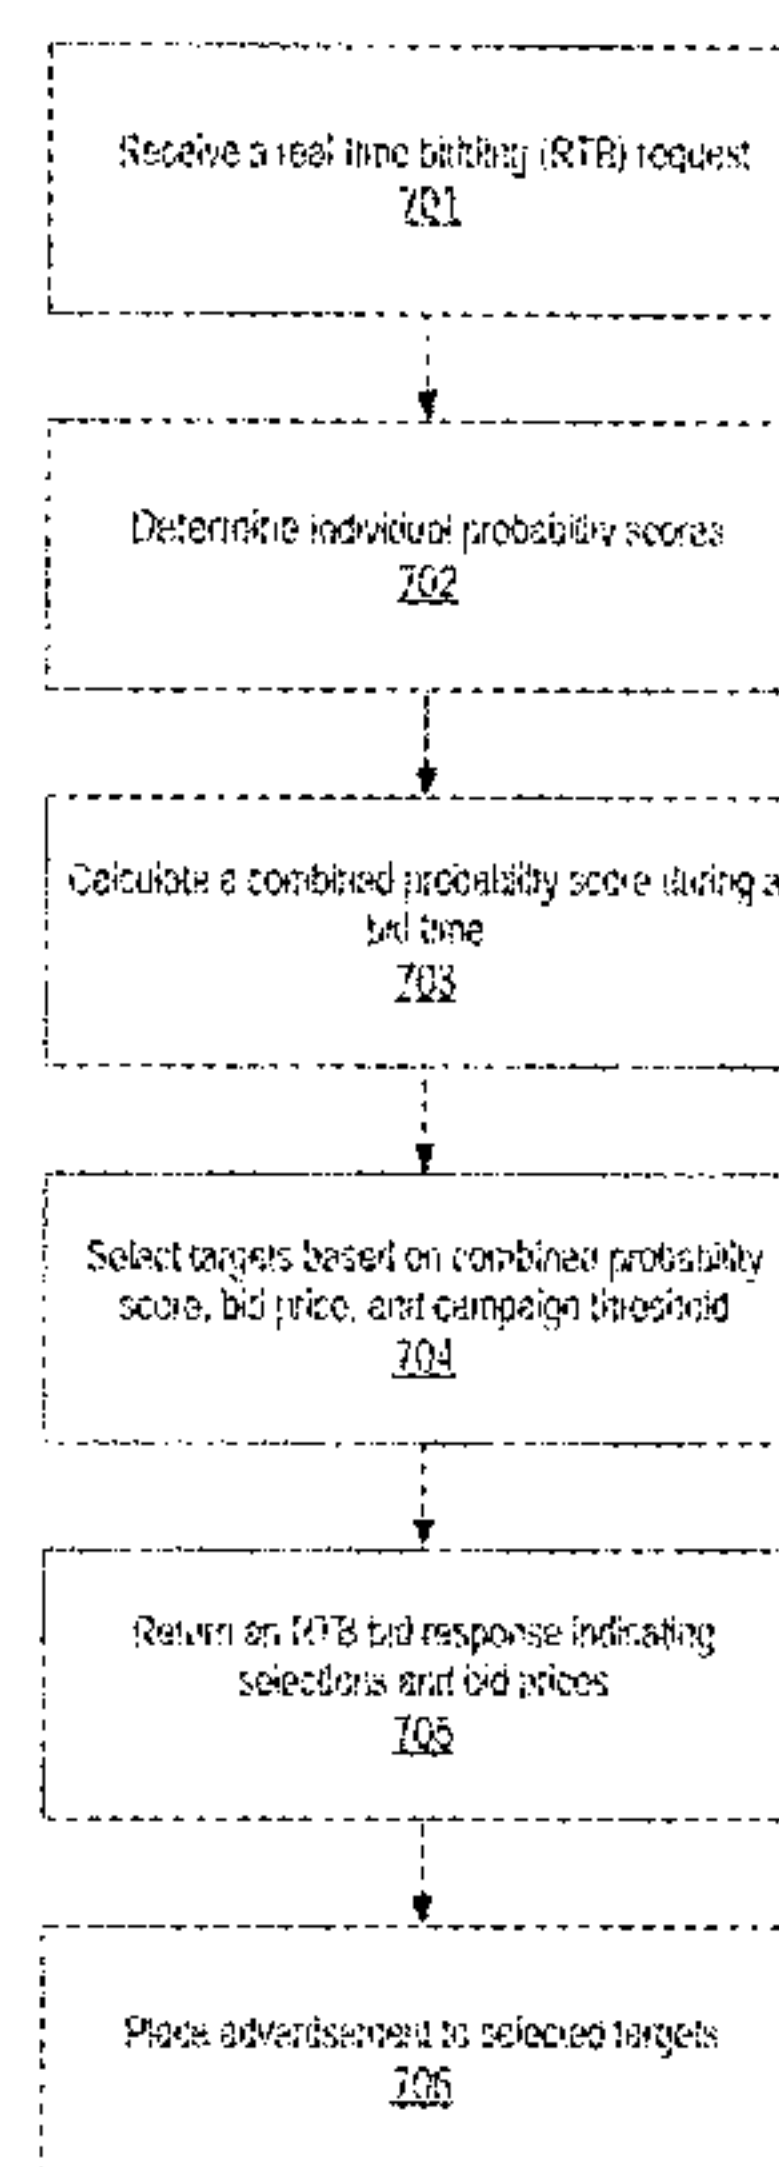 Receive a real time bidding (RTB) request
701
Determine individual probability scores
702
Calculate a combined probability score during a
bid time
703
Select targets based on combined probability
score, bid price, and campaign threshold
704
Return an RTB bid response indicating
selections and bid prices
705
Place advertisement to selected targets
706